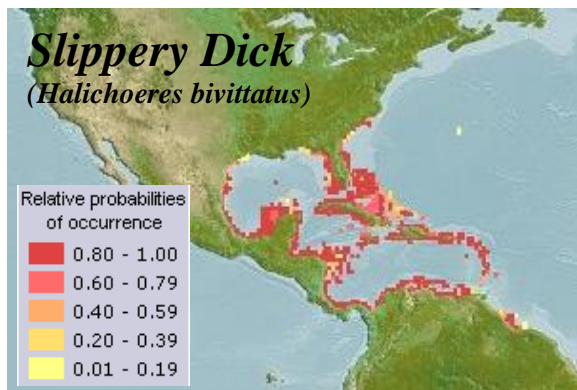 Slippery Dick
(Halichoeres bivittatus)
Relative probabilities
of occurrence
0.80 - 1.00
0.60 - 0.79
0.40 - 0.59
0.20 - 0.39
0.01 - 0.19